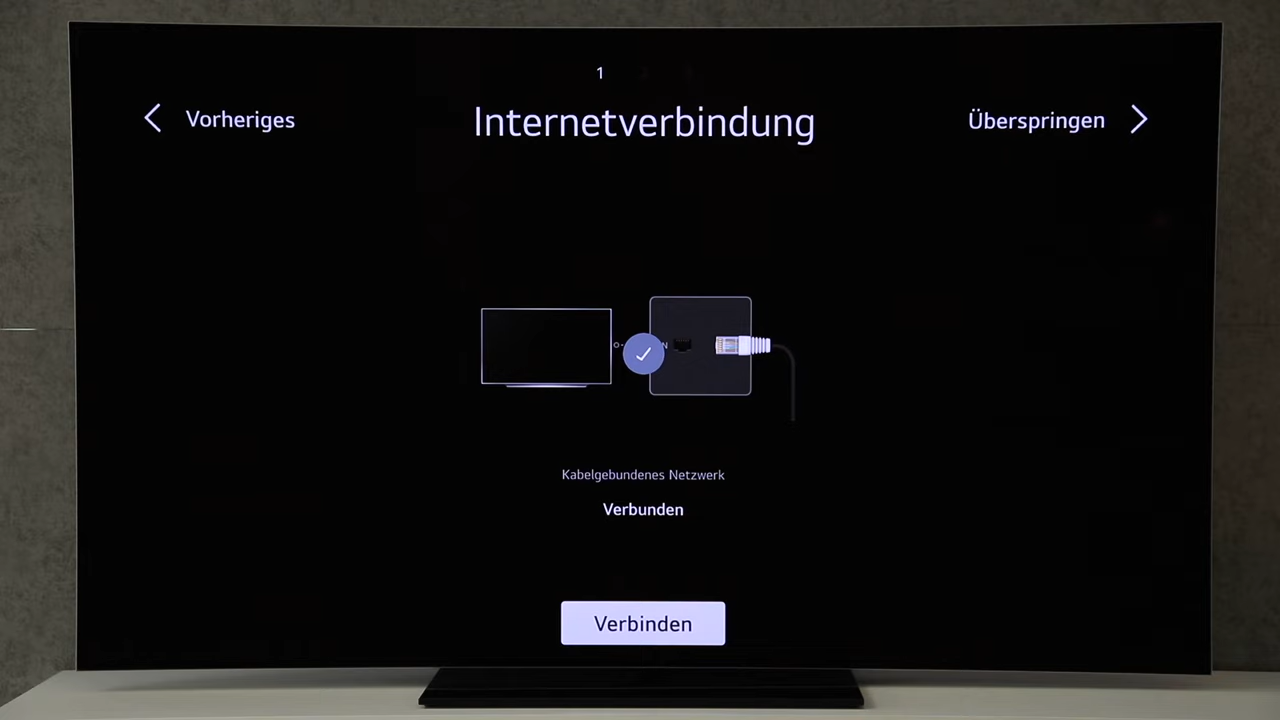 1
Vorheriges
Internetverbindung
Überspringen
Kabelgebundenes Netzwerk
Verbunden
Verbinden